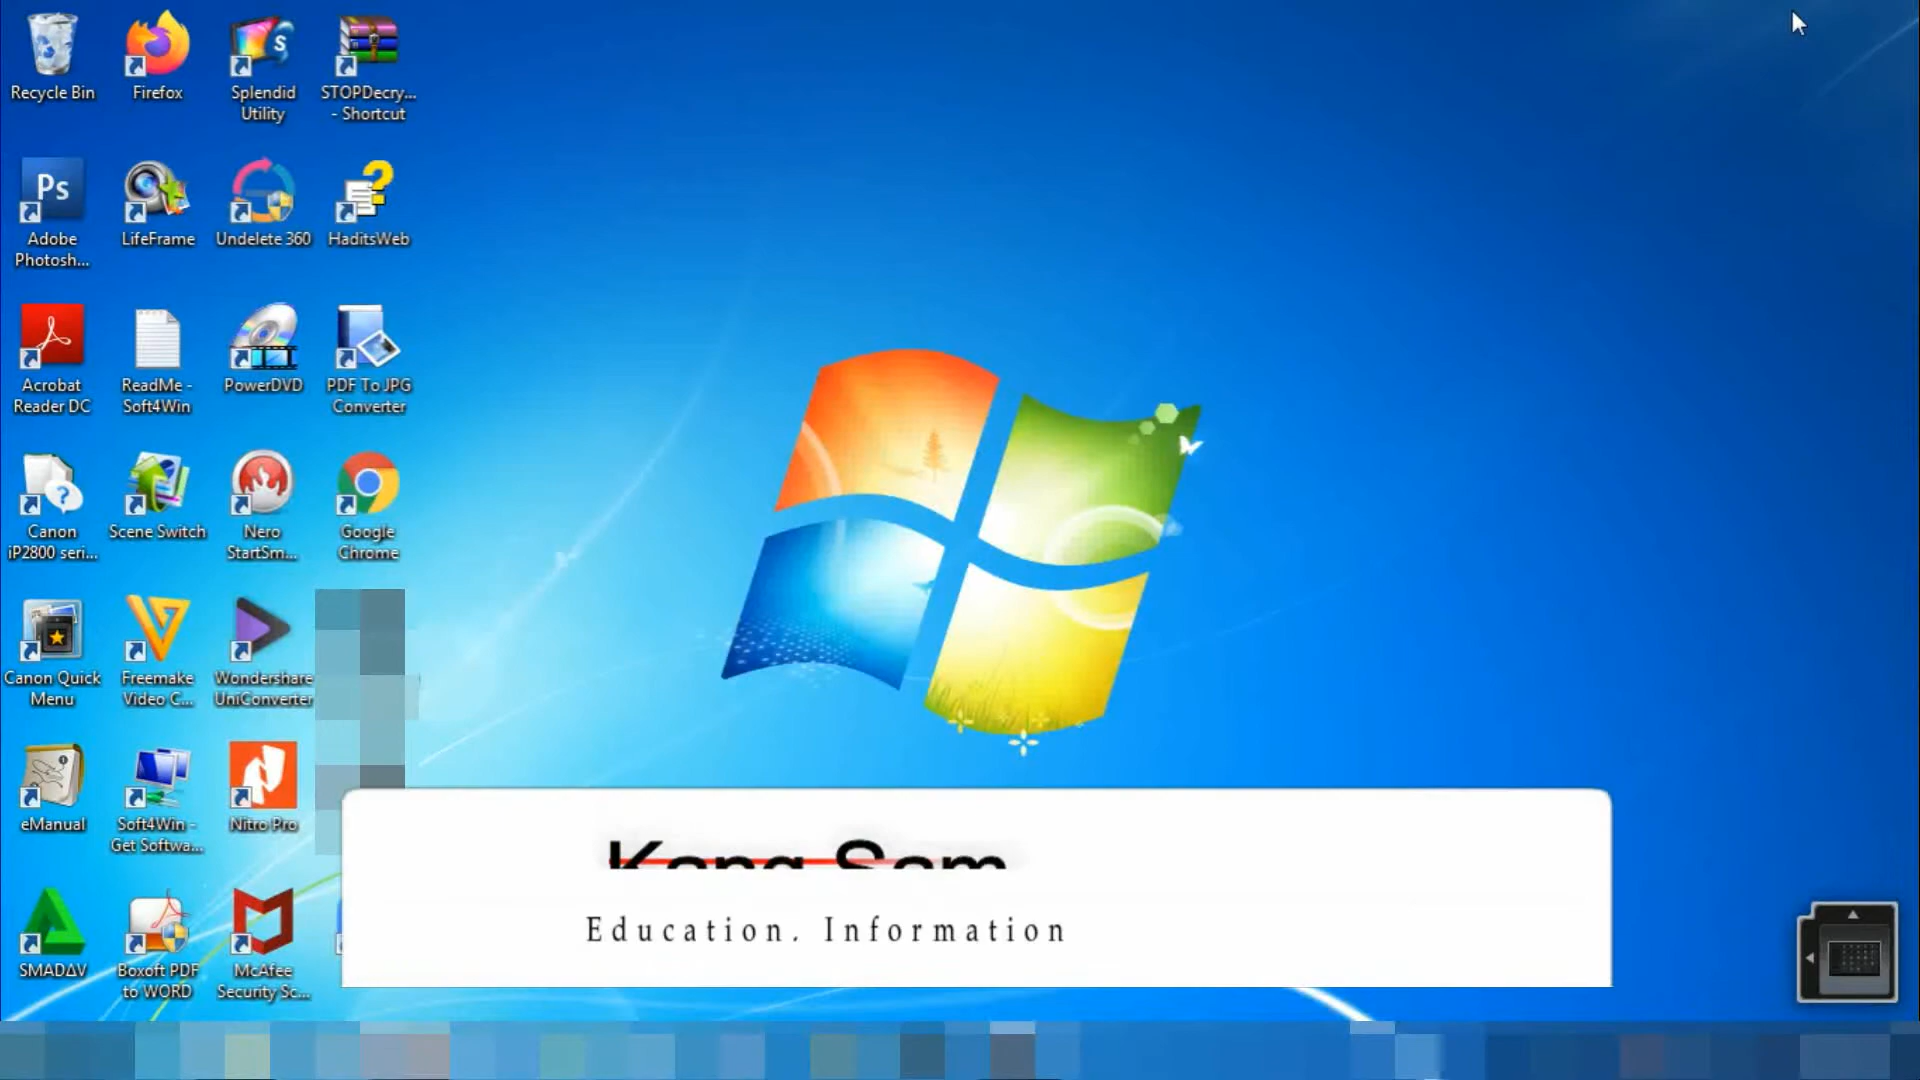 Recycle Bin
Firefox
Splendid
Utility
S
STOPDecry...
- Shortcut
Ps
Adobe
Photosh...
LifeFrame
Undelete 360
HaditsWeb
Acrobat
Reader DC
ReadMe -
Soft4Win
PowerDVD
PDF To JPG
Converter
Canon
iP2800 seri...
Scene Switch
Nero
StartSm...
Google
Chrome
Canon Quick
Menu
Freemake
Video C...
Wondershare
UniConverter
eManual
Soft4Win -
Get Softwa...
Nitro Pro
SMADΔV
Boxoft PDF
to WORD
McAfee
Security Sc...
Education. Information